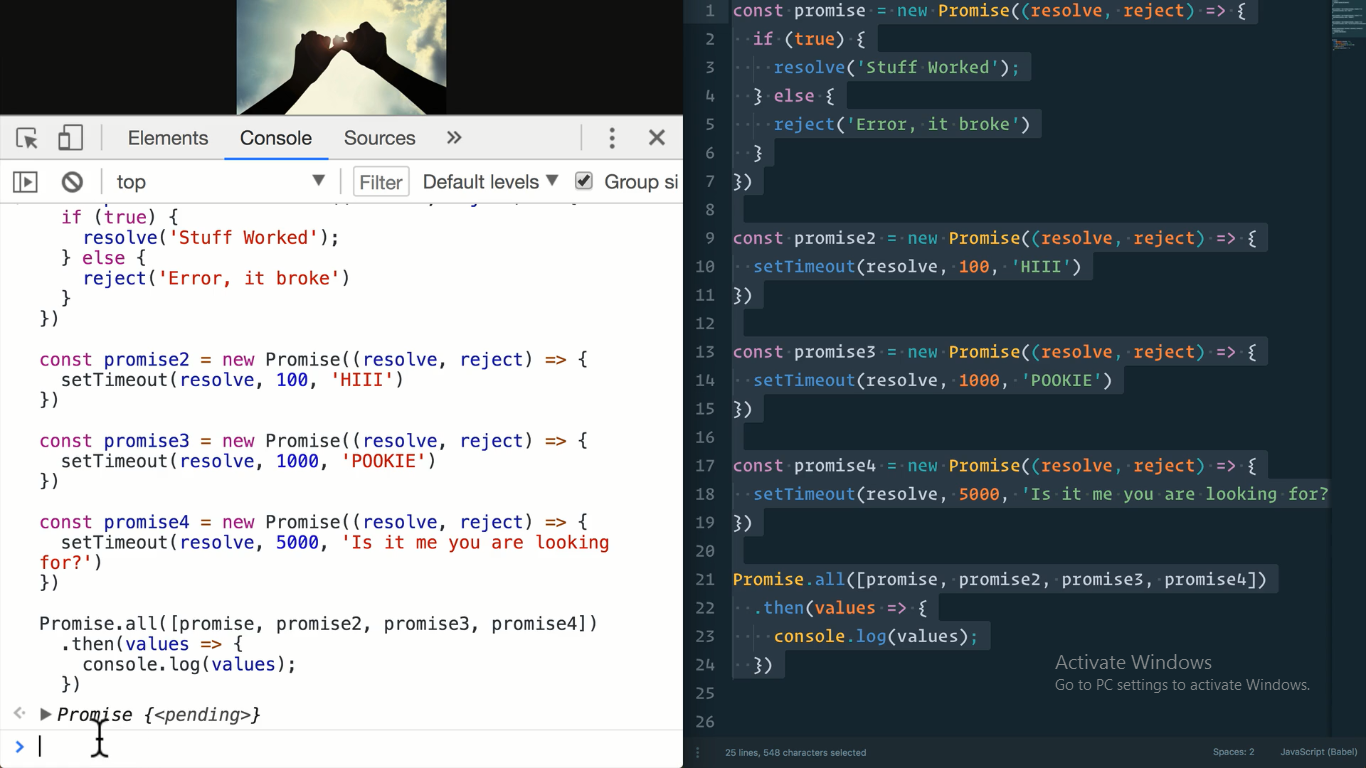 Elements Console Sources »
top ▼ Filter Default levels ▼ Group si
if (true) {
resolve('Stuff Worked');
} else {
reject('Error, it broke')
}
})
const promise2 = new Promise((resolve, reject) => {
setTimeout(resolve, 100, 'HIII')
})
const promise3 = new Promise((resolve, reject) => {
setTimeout(resolve, 1000, 'POOKIE')
})
const promise4 = new Promise((resolve, reject) => {
setTimeout(resolve, 5000, 'Is it me you are looking
for?')
})
Promise.all([promise, promise2, promise3, promise4])
.then(values => {
console.log(values);
})
Promise {<pending>}
>
1 const promise = new Promise((resolve, reject) => {
2 if (true) {
3 resolve('Stuff Worked');
4 } else {
5 reject('Error, it broke')
6 }
7 })
8
9 const promise2 = new Promise((resolve, reject) => {
10 setTimeout(resolve, 100, 'HIII')
11 })
12
13 const promise3 = new Promise((resolve, reject) => {
14 setTimeout(resolve, 1000, 'POOKIE')
15 })
16
17 const promise4 = new Promise((resolve, reject) => {
18 setTimeout(resolve, 5000, 'Is it me you are looking for?
19 })
20
21 Promise.all([promise, promise2, promise3, promise4])
22 .then(values => {
23 console.log(values);
24 })
25
26
Activate Windows
Go to PC settings to activate Windows.
25 lines, 548 characters selected Spaces: 2 JavaScript (Babel)